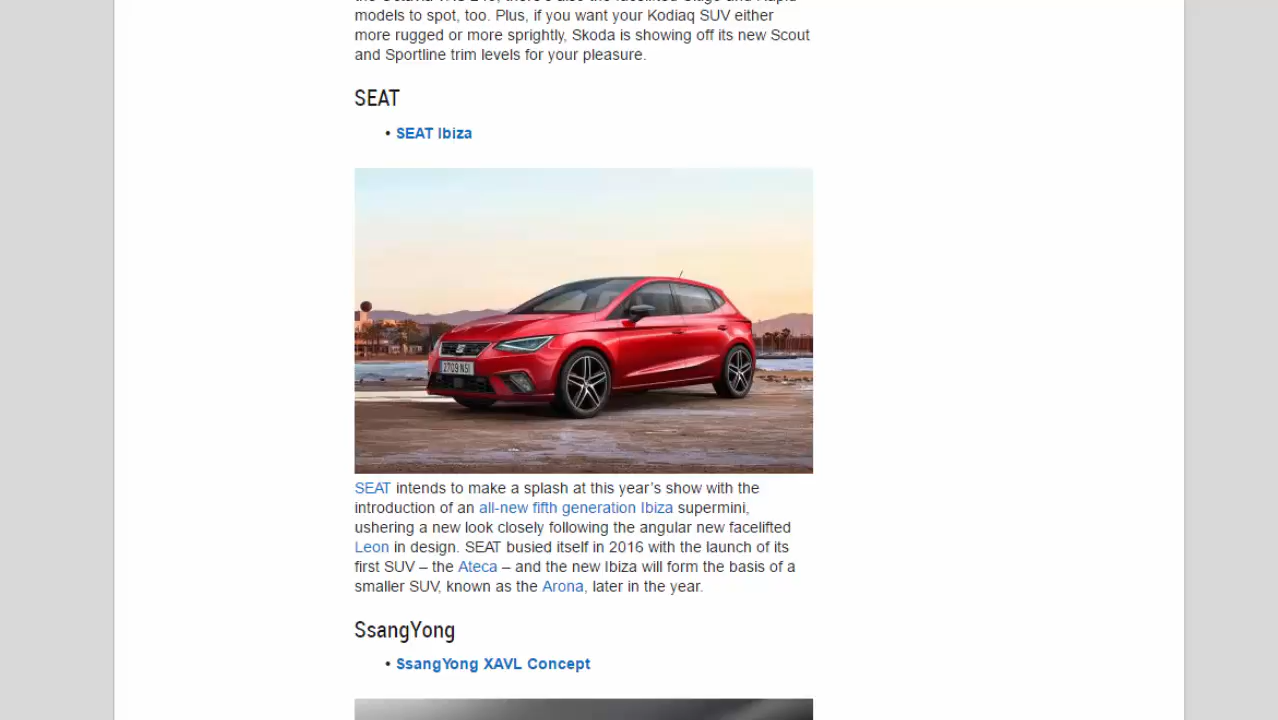 models to spot, too. Plus, if you want your Kodiaq SUV either
more rugged or more sprightly, Skoda is showing off its new Scout
and Sportline trim levels for your pleasure.
SEAT
• SEAT Ibiza
SEAT intends to make a splash at this year’s show with the
introduction of an all-new fifth generation Ibiza supermini,
ushering a new look closely following the angular new facelifted
Leon in design. SEAT busied itself in 2016 with the launch of its
first SUV – the Ateca – and the new Ibiza will form the basis of a
smaller SUV, known as the Arona, later in the year.
SsangYong
• SsangYong XAVL Concept